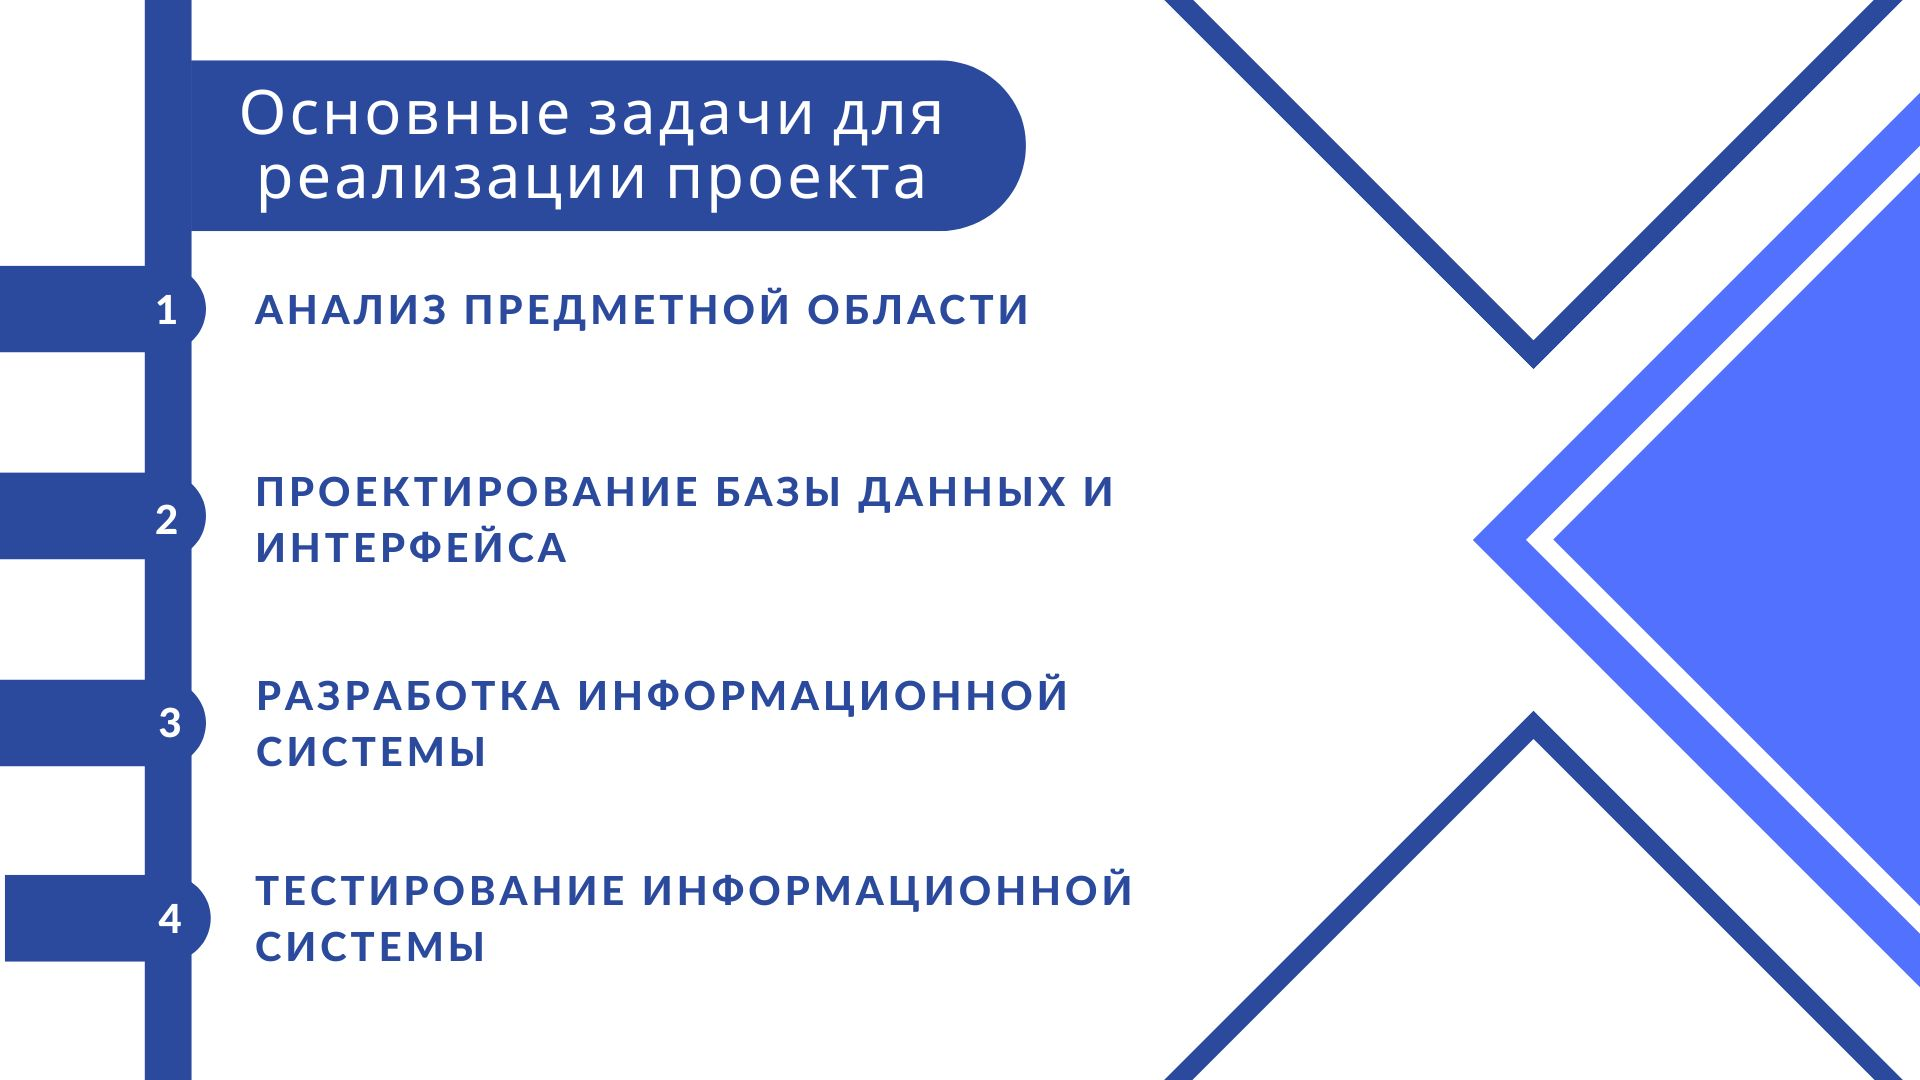 Основные задачи для
реализации проекта
1
АНАЛИЗ ПРЕДМЕТНОЙ ОБЛАСТИ
2
ПРОЕКТИРОВАНИЕ БАЗЫ ДАННЫХ И
ИНТЕРФЕЙСА
3
РАЗРАБОТКА ИНФОРМАЦИОННОЙ
СИСТЕМЫ
4
ТЕСТИРОВАНИЕ ИНФОРМАЦИОННОЙ
СИСТЕМЫ